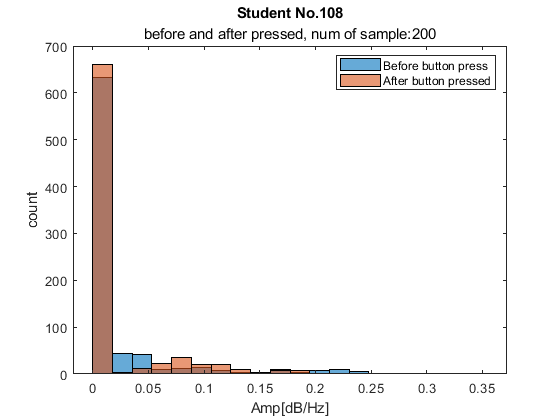 Student No.108
before and after pressed, num of sample:200
700
600
500
400
300
200
100
0
count
Before button press
After button pressed
0 0.05 0.1 0.15 0.2 0.25 0.3 0.35
Amp[dB/Hz]